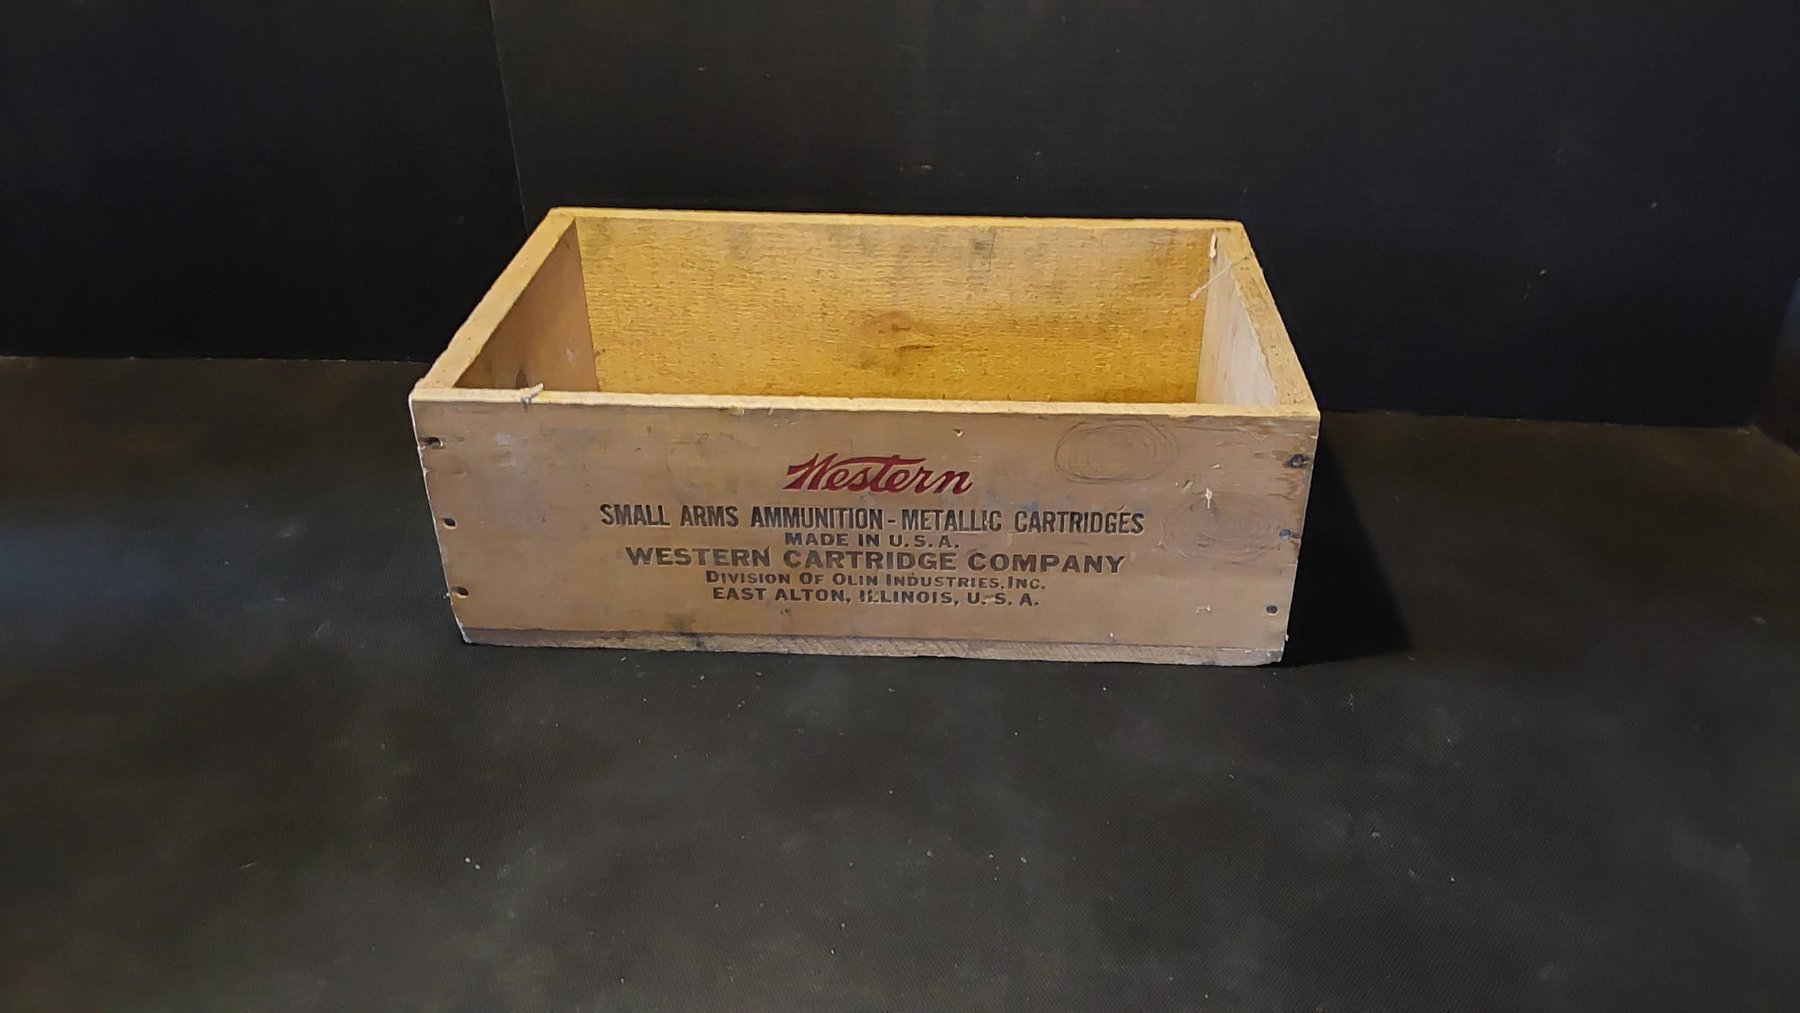 Western
SMALL ARMS AMMUNITION-METALLIC CARTRIDGES
MADE IN U.S.A.
WESTERN CARTRIDGE COMPANY
DIVISION OF OLIN INDUSTRIES, INC.
EAST ALTON, ILLINOIS, U.S.A.